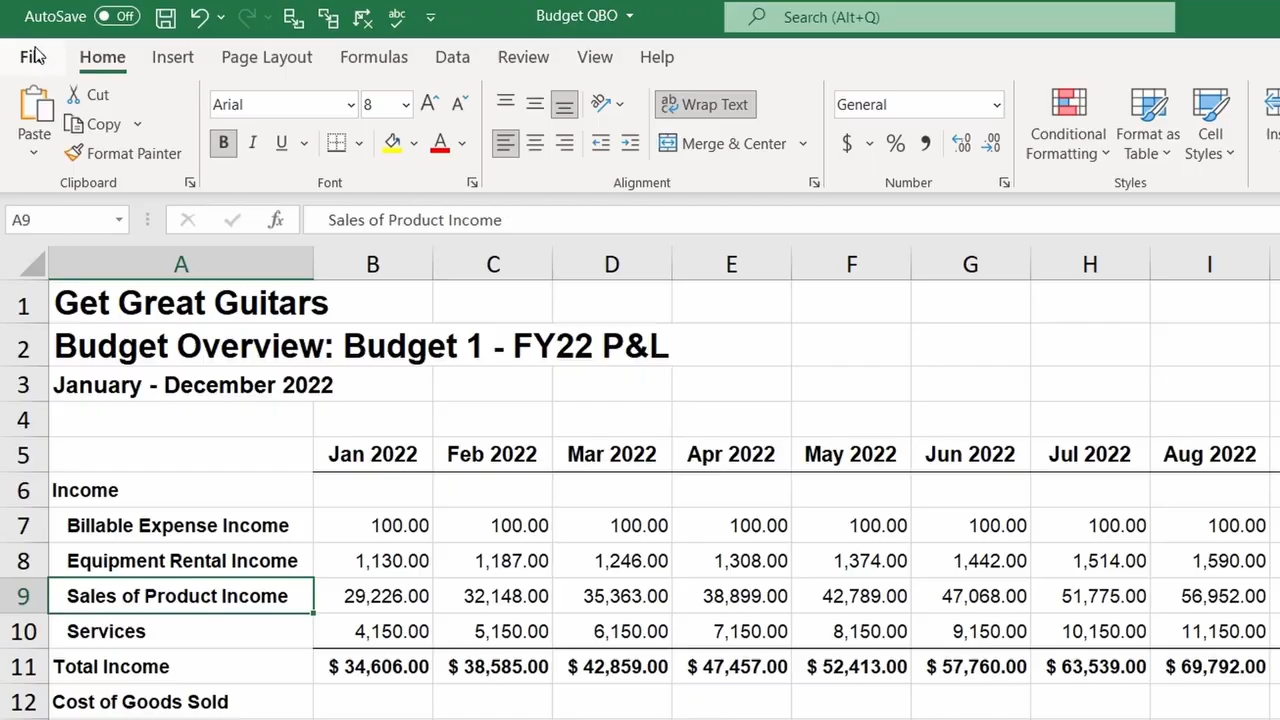 AutoSave Off Budget QBO Search (Alt+Q)
File Home Insert Page Layout Formulas Data Review View Help
Paste Cut Copy Format Painter
Arial 8
B I U A
ab Wrap Text
Merge & Center
General
$ %
Conditional Formatting Format as Table Cell Styles
Clipboard Font Alignment Number Styles
A9 fx Sales of Product Income
A B C D E F G H I
1 Get Great Guitars
2 Budget Overview: Budget 1 - FY22 P&L
3 January - December 2022
4
5 Jan 2022 Feb 2022 Mar 2022 Apr 2022 May 2022 Jun 2022 Jul 2022 Aug 2022
6 Income
7 Billable Expense Income 100.00 100.00 100.00 100.00 100.00 100.00 100.00 100.00
8 Equipment Rental Income 1,130.00 1,187.00 1,246.00 1,308.00 1,374.00 1,442.00 1,514.00 1,590.00
9 Sales of Product Income 29,226.00 32,148.00 35,363.00 38,899.00 42,789.00 47,068.00 51,775.00 56,952.00
10 Services 4,150.00 5,150.00 6,150.00 7,150.00 8,150.00 9,150.00 10,150.00 11,150.00
11 Total Income $ 34,606.00 $ 38,585.00 $ 42,859.00 $ 47,457.00 $ 52,413.00 $ 57,760.00 $ 63,539.00 $ 69,792.00
12 Cost of Goods Sold